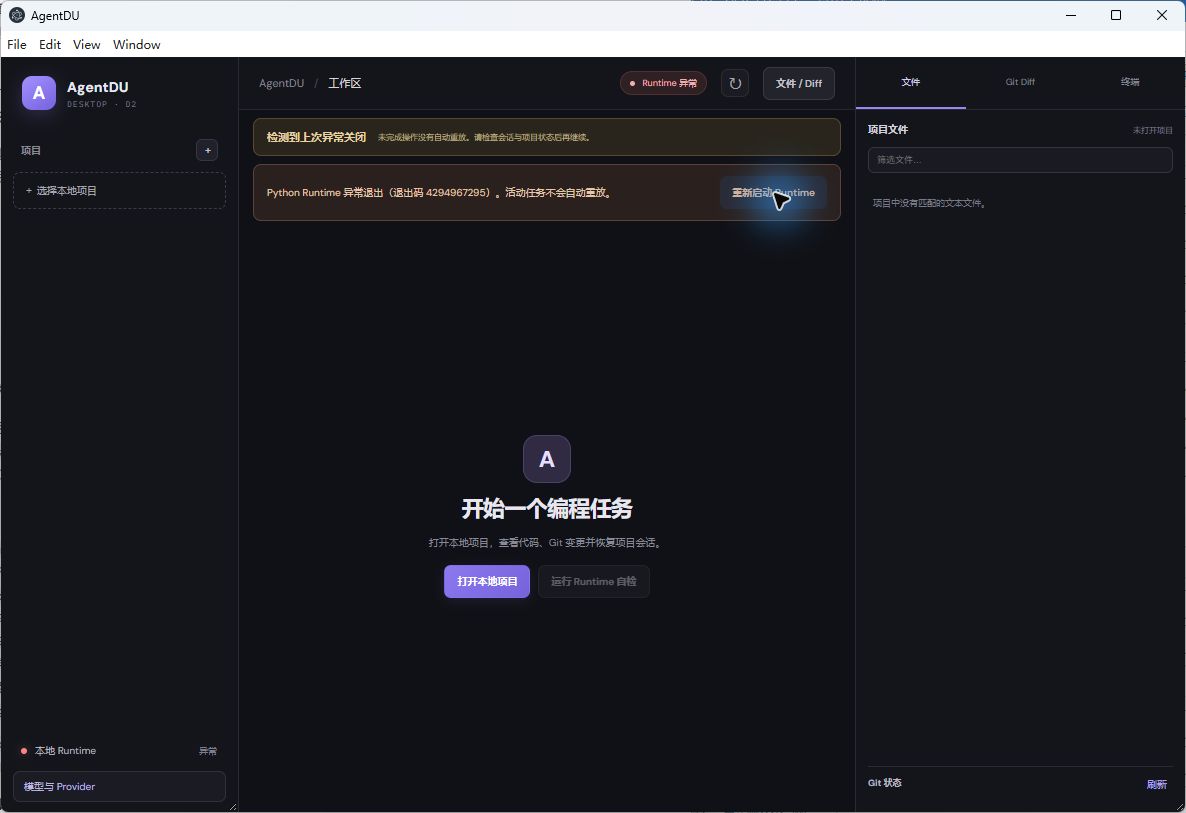 AgentDU
File Edit View Window
A
AgentDU
DESKTOP · D2
项目
+
+ 选择本地项目
本地 Runtime
异常
模型与 Provider
AgentDU / 工作区
Runtime 异常
文件 / Diff
检测到上次异常关闭 未完成操作没有自动重放。请检查会话与项目状态后再继续。
Python Runtime 异常退出（退出码 4294967295）。活动任务不会自动重放。
重新启动 Runtime
A
开始一个编程任务
打开本地项目，查看代码、Git 变更并恢复项目会话。
打开本地项目
运行 Runtime 自检
文件
Git Diff
终端
项目文件
未打开项目
筛选文件...
项目中没有匹配的文本文件。
Git 状态
刷新